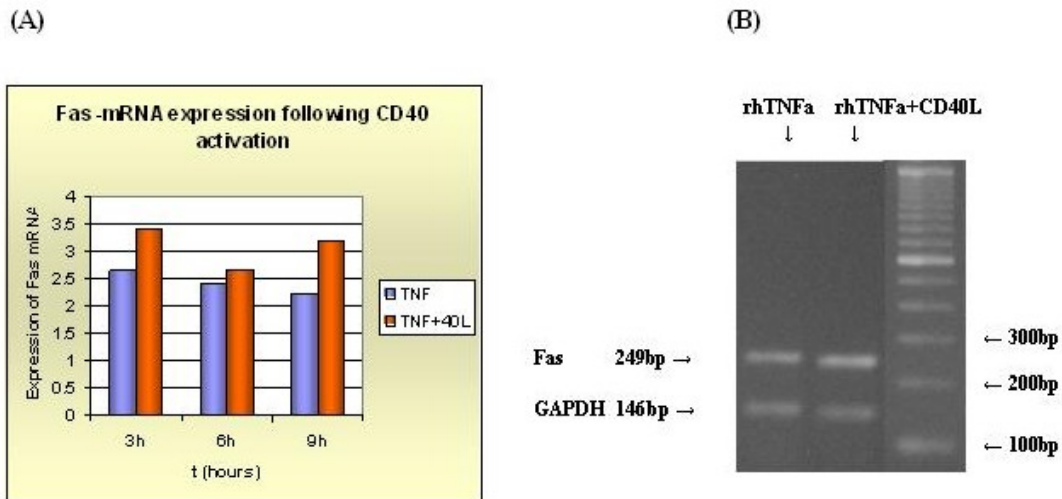 (A)
(B)
Fas -mRNA expression following CD40
activation
Expression of Fas mRNA
4
3.5
3
2.5
2
1.5
1
0.5
0
3h
6h
9h
t (hours)
TNF
TNF+40L
rhTNFa
rhTNFa+CD40L
↓
↓
Fas 249bp →
GAPDH 146bp →
← 300bp
← 200bp
← 100bp